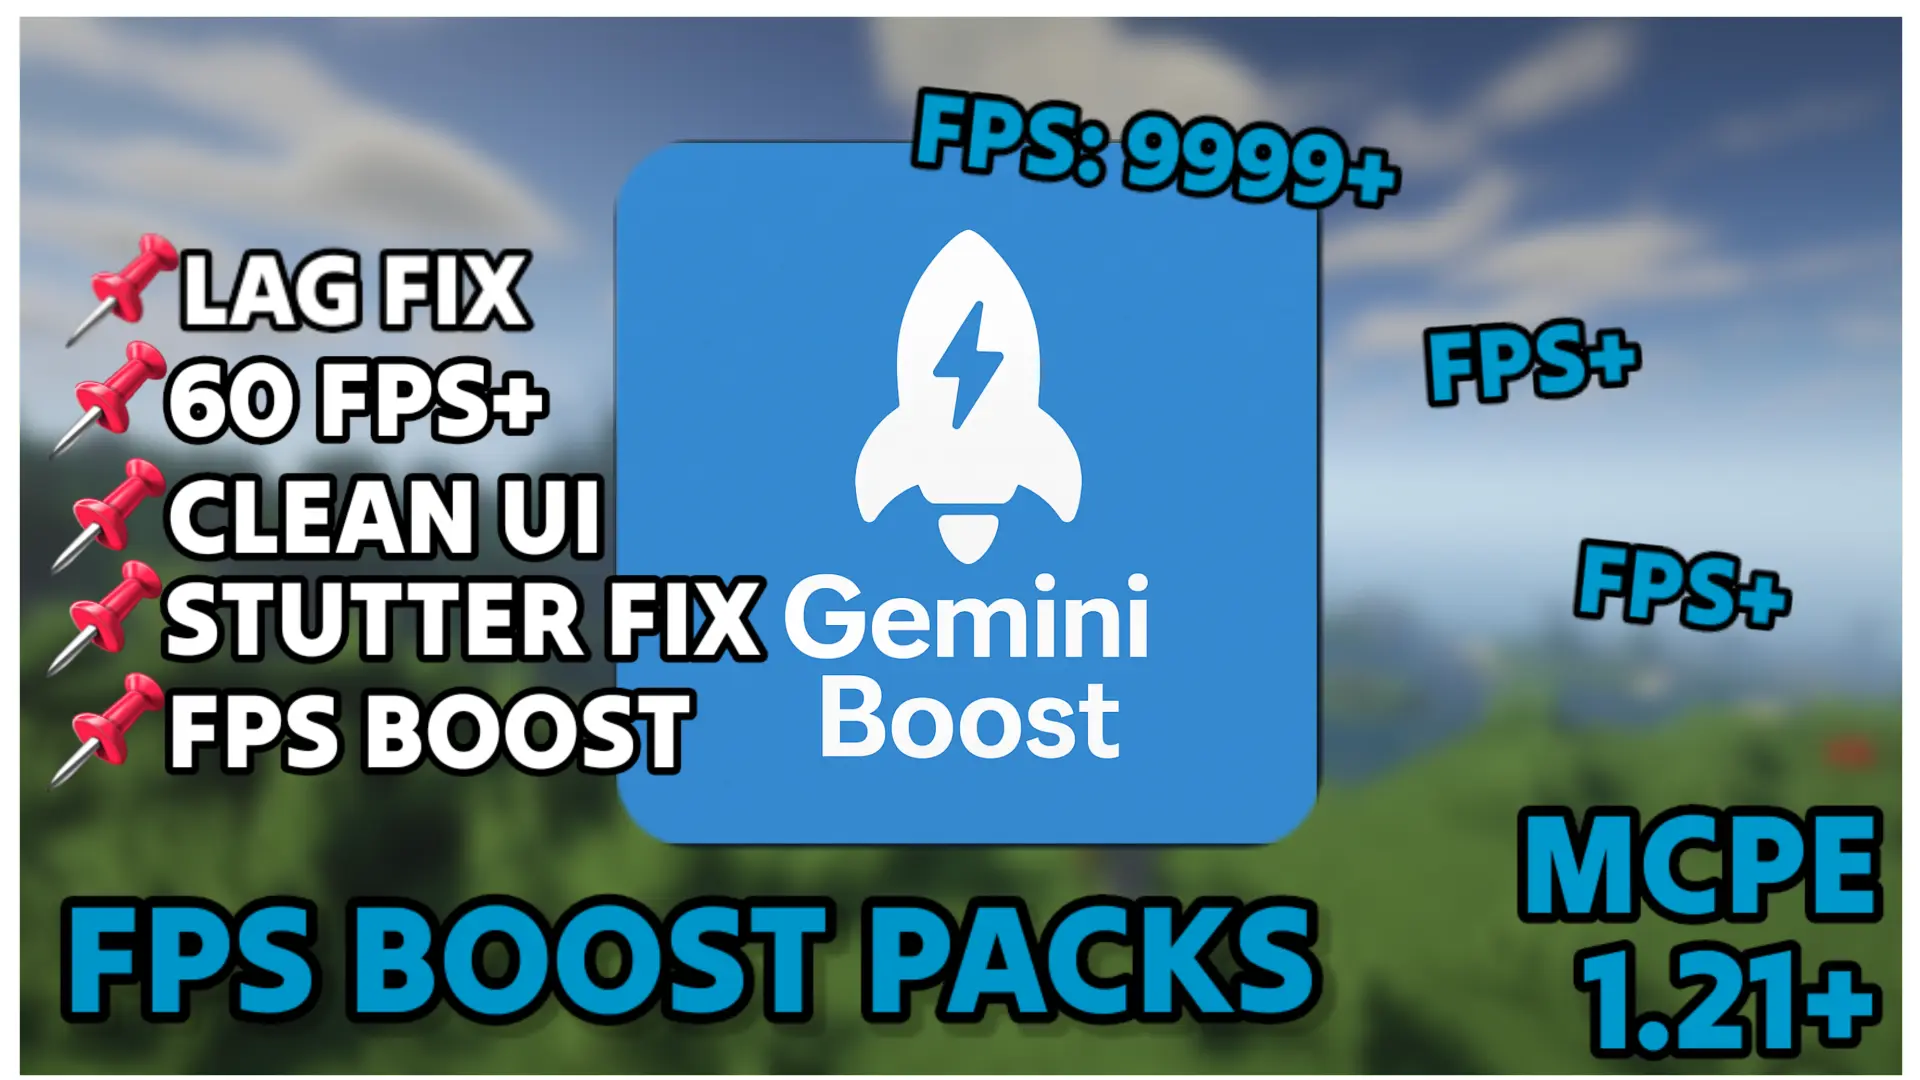 FPS: 9999+
LAG FIX
60 FPS+
CLEAN UI
STUTTER FIX
FPS BOOST
Gemini
Boost
FPS+
FPS+
FPS BOOST PACKS
MCPE
1.21+